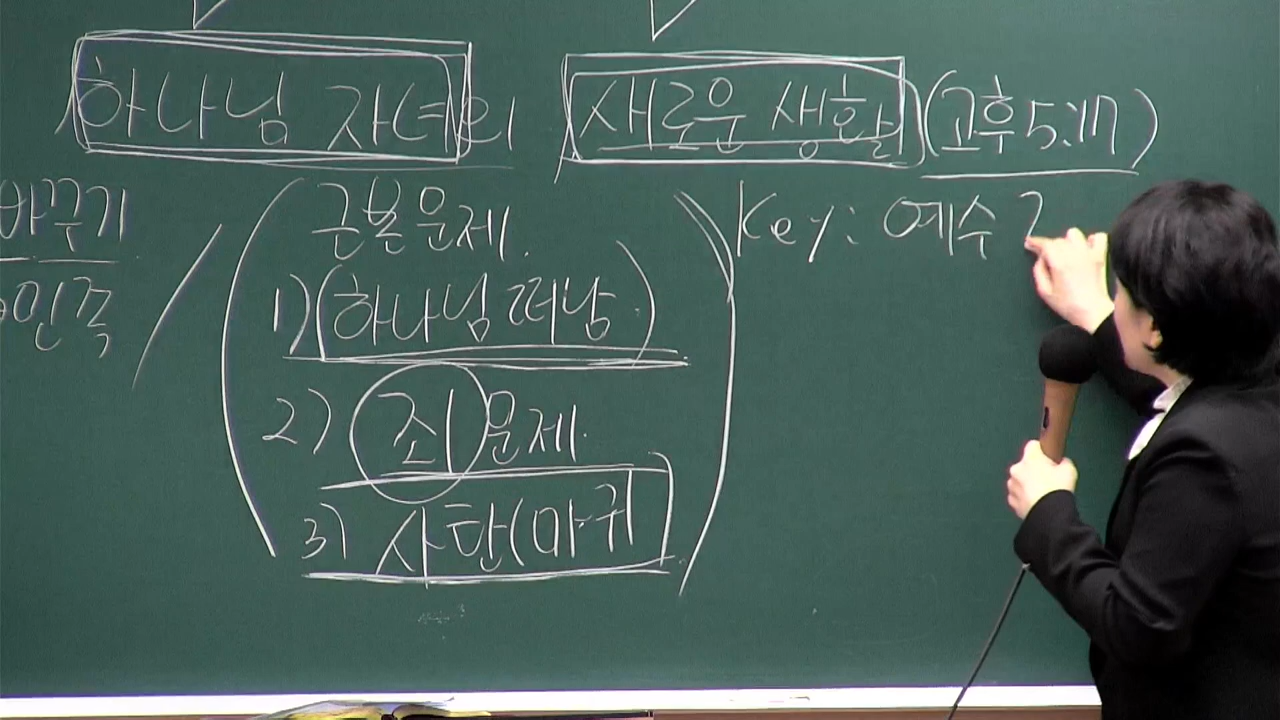 하나님 자녀의 새로운 생활 (고후5:17)
바꾸기
민족
근본문제.
1) (하나님 떠남)
2) 죄 문제.
3) 사탄(마귀
Key: 예수